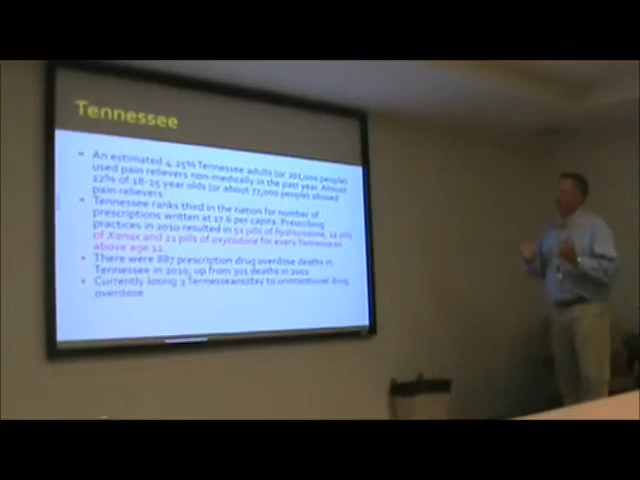 Tennessee
• An estimated 4.25% Tennessee adults (or 201,000 people)
used pain relievers non-medically in the past year. Almost
12% of 18-25 year olds (or about 77,000 people) abused
pain relievers
• Tennessee ranks third in the nation for number of
prescriptions written at 17.6 per capita. Prescribing
practices in 2010 resulted in 51 pills of hydrocodone, 22 pills
of Xanax and 21 pills of oxycodone for every Tennessean
above age 12.
• There were 887 prescription drug overdose deaths in
Tennessee in 2010, up from 301 deaths in 2001
• Currently losing 3 Tennesseans/day to unintentional drug
overdose